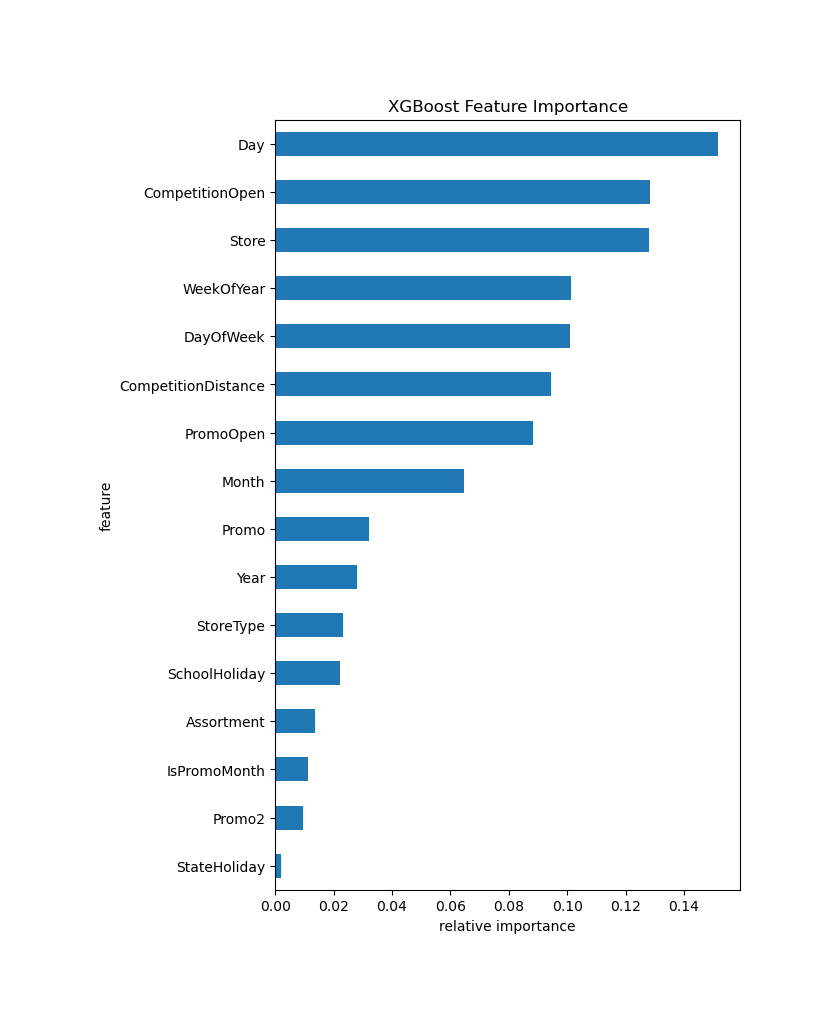 XGBoost Feature Importance
Day
CompetitionOpen
Store
WeekOfYear
DayOfWeek
CompetitionDistance
PromoOpen
Month
Promo
Year
StoreType
SchoolHoliday
Assortment
IsPromoMonth
Promo2
StateHoliday
feature
0.00 0.02 0.04 0.06 0.08 0.10 0.12 0.14
relative importance